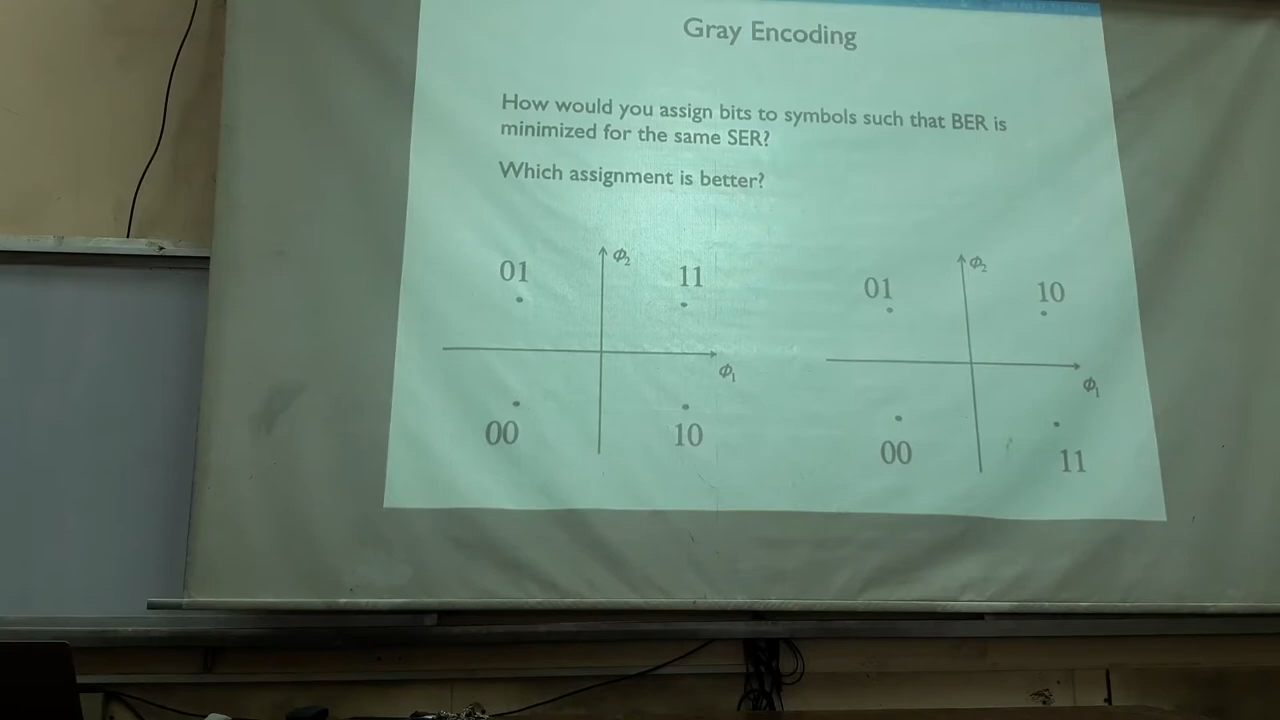 Gray Encoding
How would you assign bits to symbols such that BER is
minimized for the same SER?
Which assignment is better?
01
ϕ₂
11
ϕ₁
00
10
01
ϕ₂
10
ϕ₁
00
11